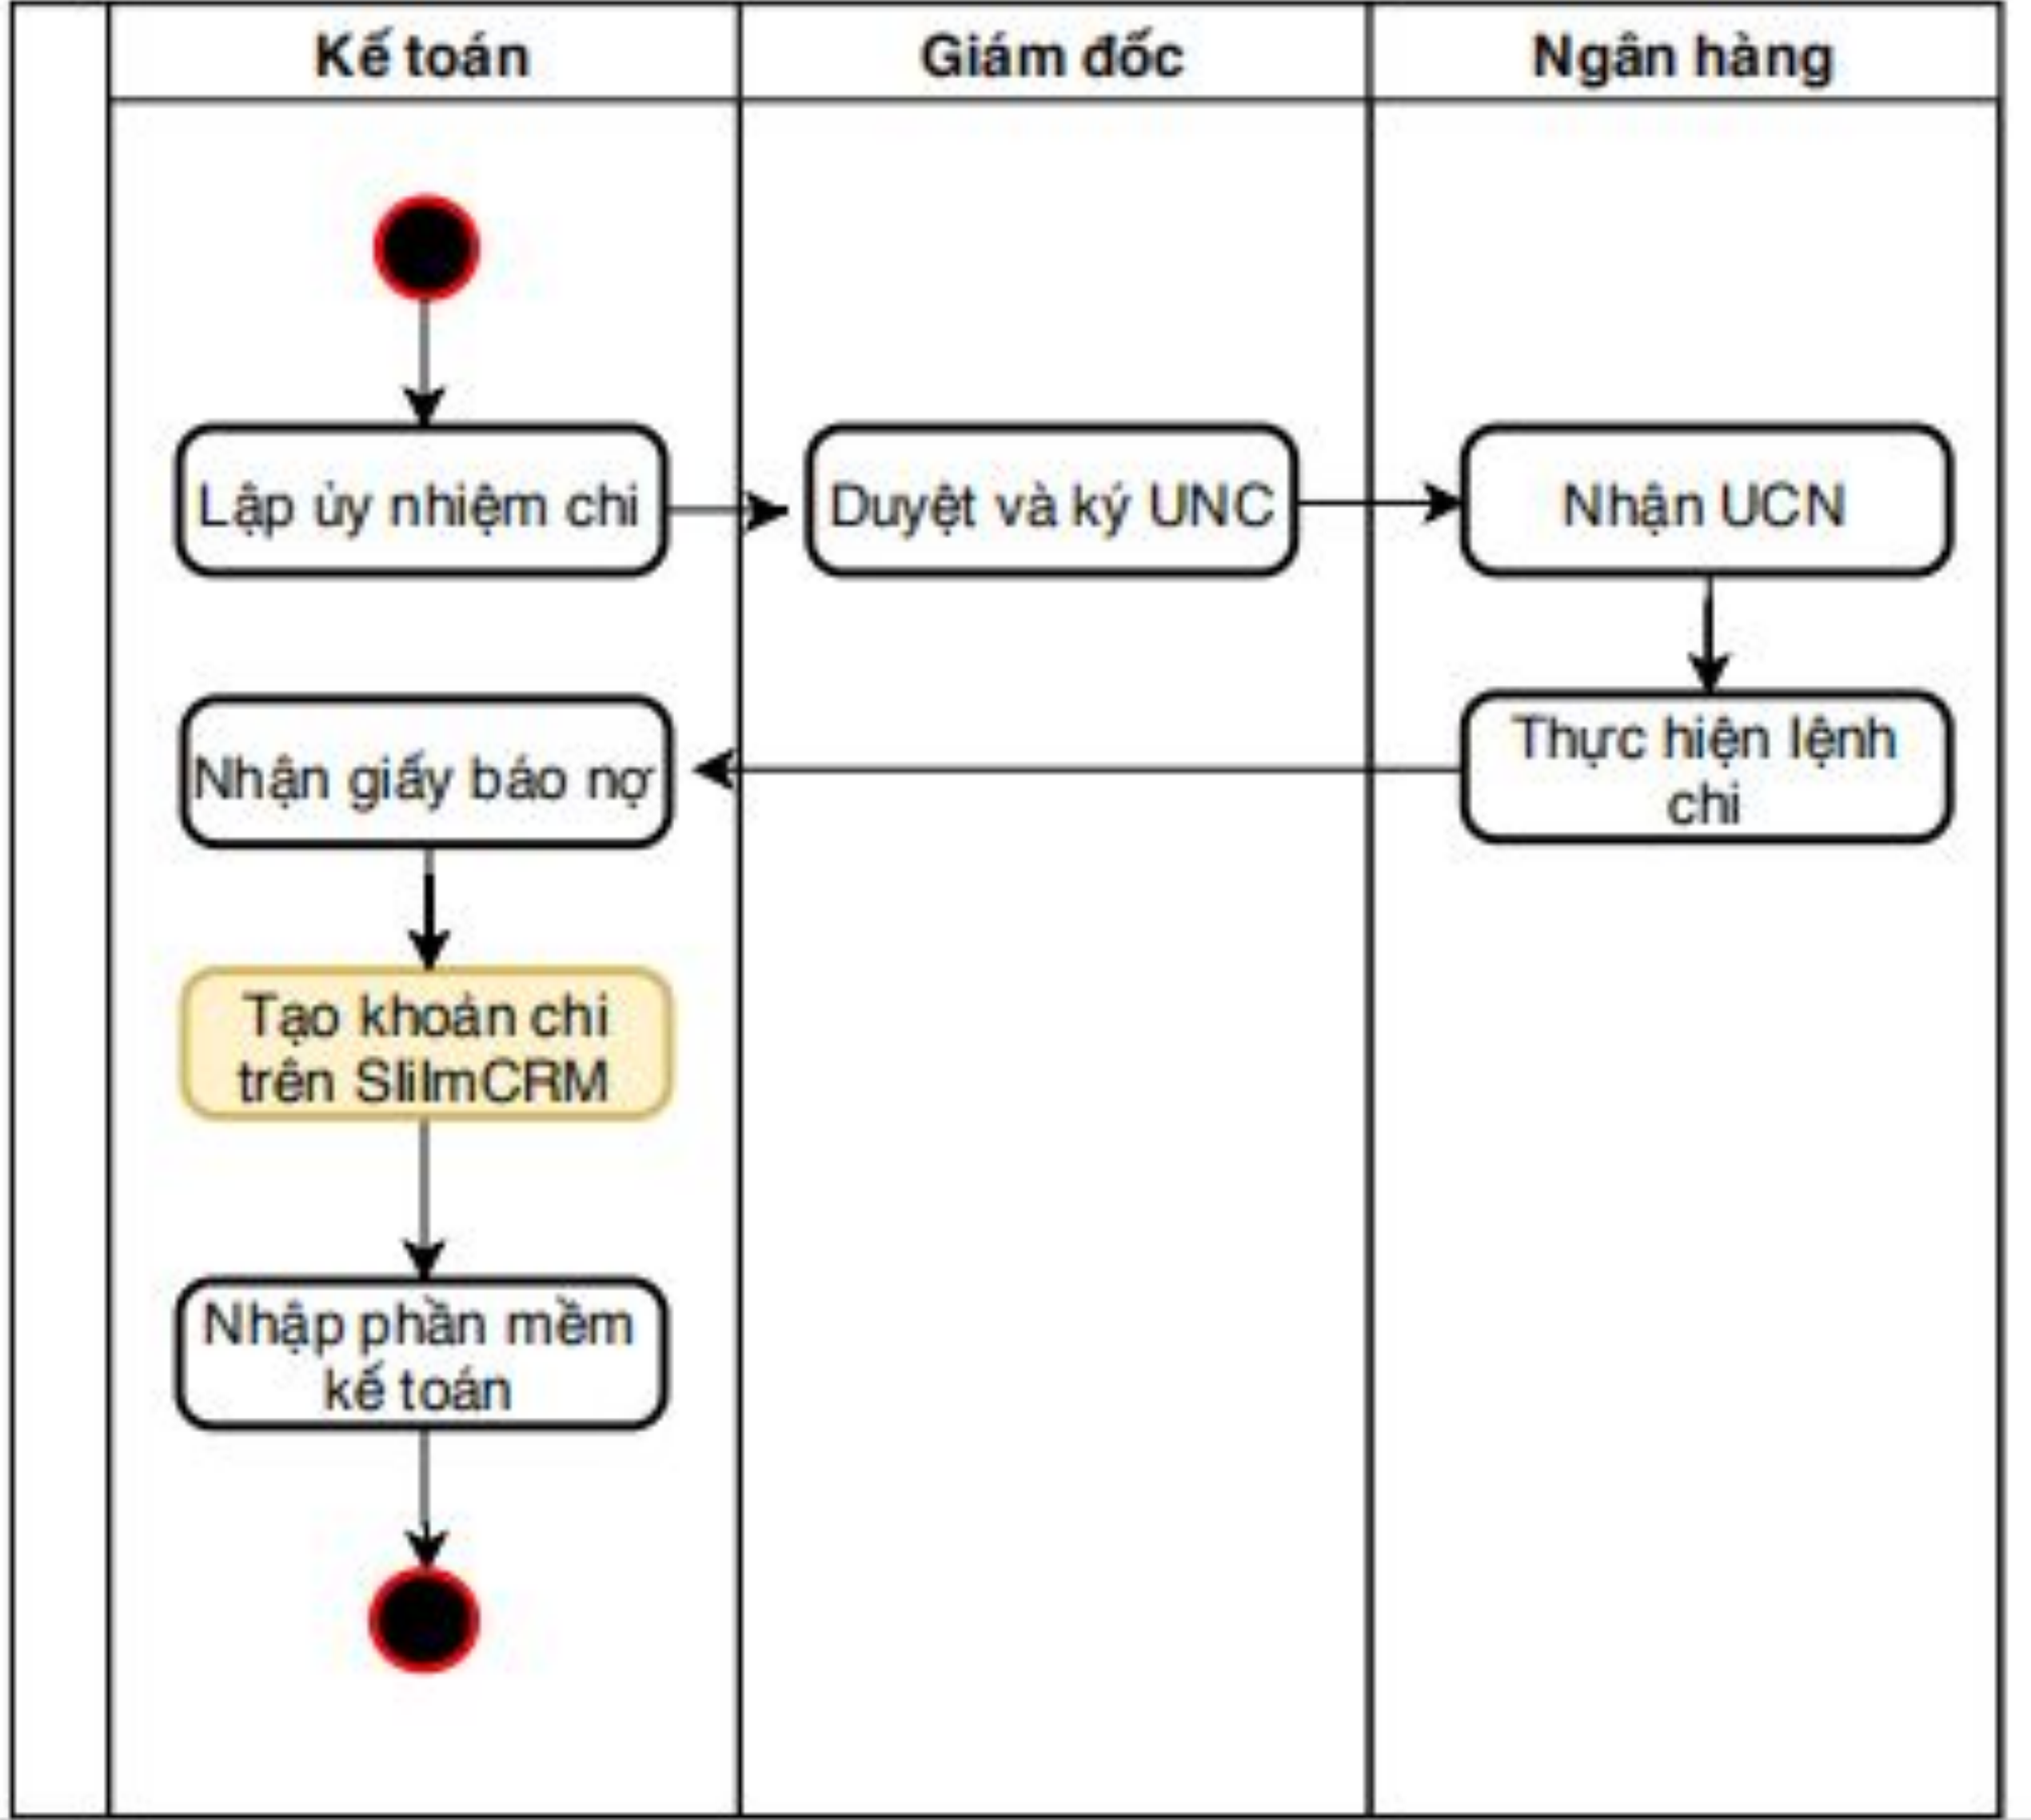 Kế toán
Giám đốc
Ngân hàng
Lập ủy nhiệm chi
Duyệt và ký UNC
Nhận UCN
Thực hiện lệnh
chi
Nhận giấy báo nợ
Tạo khoản chi
trên SliImCRM
Nhập phần mềm
kế toán